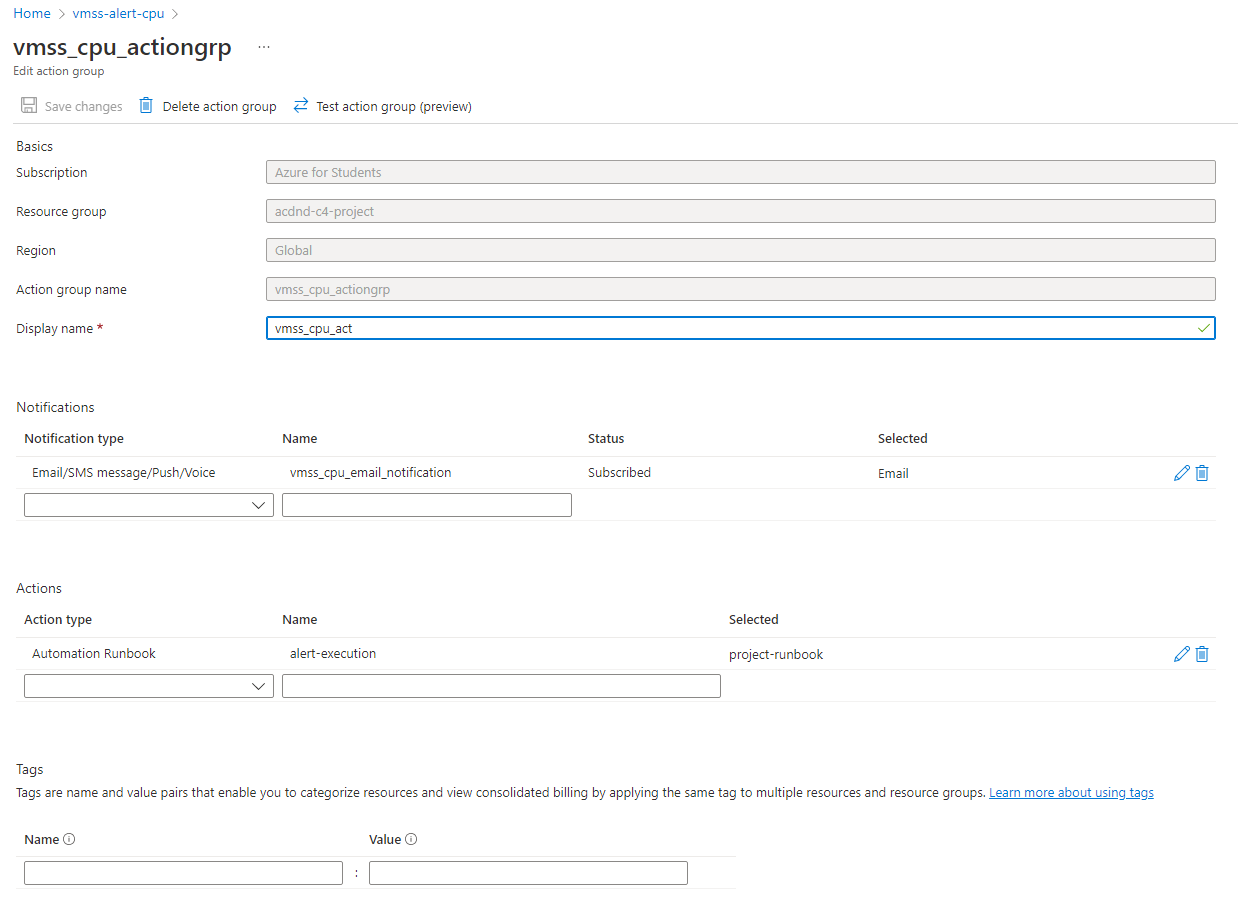 Home > vmss-alert-cpu >
vmss_cpu_actiongrp ...
Edit action group
Save changes Delete action group Test action group (preview)
Basics
Subscription Azure for Students
Resource group acdnd-c4-project
Region Global
Action group name vmss_cpu_actiongrp
Display name * vmss_cpu_act
Notifications
Notification type Name Status Selected
Email/SMS message/Push/Voice vmss_cpu_email_notification Subscribed Email
Actions
Action type Name Selected
Automation Runbook alert-execution project-runbook
Tags
Tags are name and value pairs that enable you to categorize resources and view consolidated billing by applying the same tag to multiple resources and resource groups. Learn more about using tags
Name Value
: